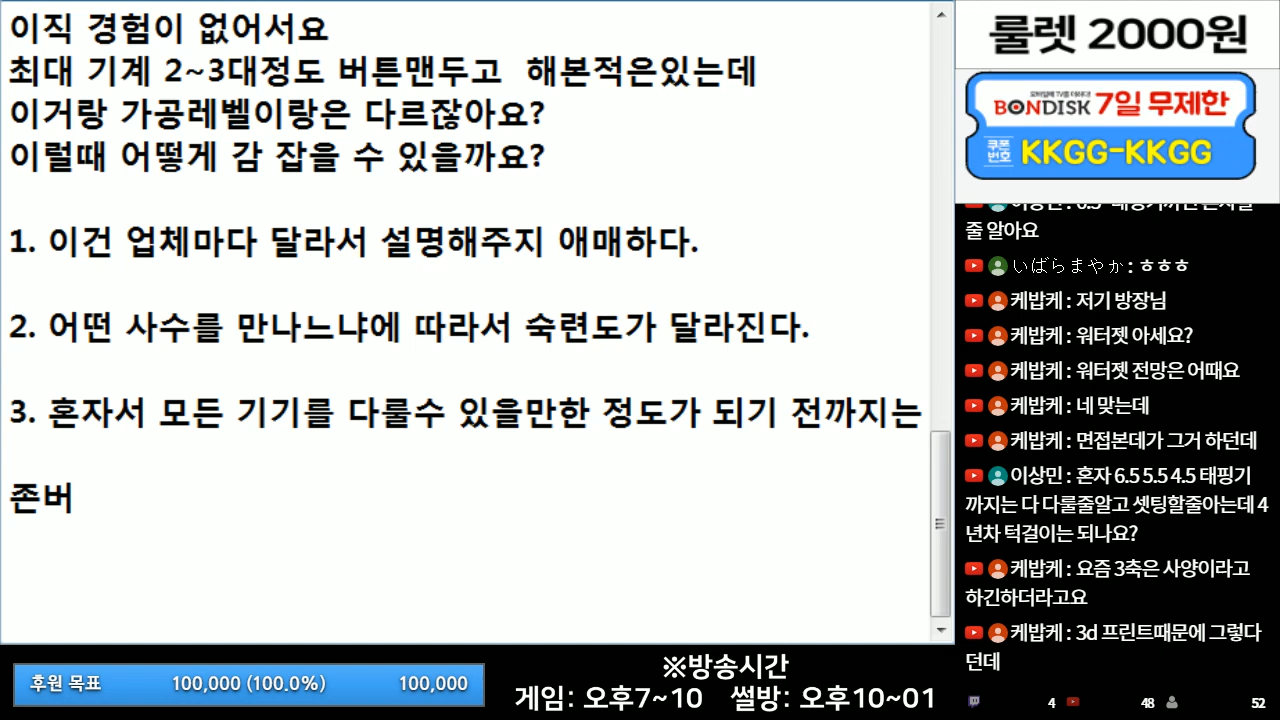 이직 경험이 없어서요
최대 기계 2~3대정도 버튼맨두고  해본적은있는데
이거랑 가공레벨이랑은 다르잖아요?
이럴때 어떻게 감 잡을 수 있을까요?
1. 이건 업체마다 달라서 설명해주지 애매하다.
2. 어떤 사수를 만나느냐에 따라서 숙련도가 달라진다.
3. 혼자서 모든 기기를 다룰수 있을만한 정도가 되기 전까지는
존버
룰렛 2000원
BONDISK 7일 무제한
쿠폰
번호
KKGG-KKGG
줄 알아요
いばらまやか : ㅎㅎㅎ
케밥케 : 저기 방장님
케밥케 : 워터젯 아세요?
케밥케 : 워터젯 전망은 어때요
케밥케 : 네 맞는데
케밥케 : 면접본데가 그거 하던데
이상민 : 혼자 6.5 5.5 4.5 태핑기
까지는 다 다룰줄알고 셋팅할줄아는데 4
년차 턱걸이는 되나요?
케밥케 : 요즘 3축은 사양이라고
하긴하더라고요
케밥케 : 3d 프린트때문에 그렇다
던데
후원 목표 100,000 (100.0%) 100,000
※방송시간
게임: 오후7~10 썰방: 오후10~01
4 48 52